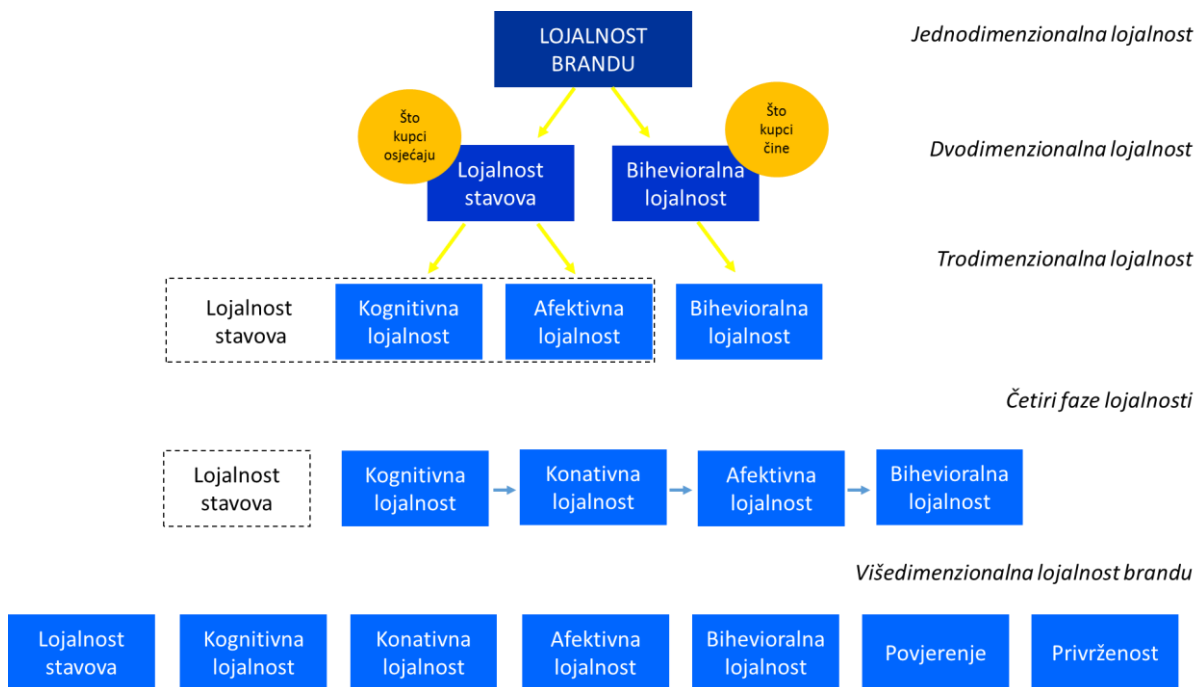 LOJALNOST
BRANDU
Jednodimenzionalna lojalnost
Što
kupci
osjećaju
Što
kupci
čine
Dvodimenzionalna lojalnost
Lojalnost
stavova
Bihevioralna
lojalnost
Trodimenzionalna lojalnost
Lojalnost
stavova
Kognitivna
lojalnost
Afektivna
lojalnost
Bihevioralna
lojalnost
Četiri faze lojalnosti
Lojalnost
stavova
Kognitivna
lojalnost
Konativna
lojalnost
Afektivna
lojalnost
Bihevioralna
lojalnost
Višedimenzionalna lojalnost brandu
Lojalnost
stavova
Kognitivna
lojalnost
Konativna
lojalnost
Afektivna
lojalnost
Bihevioralna
lojalnost
Povjerenje
Privrženost